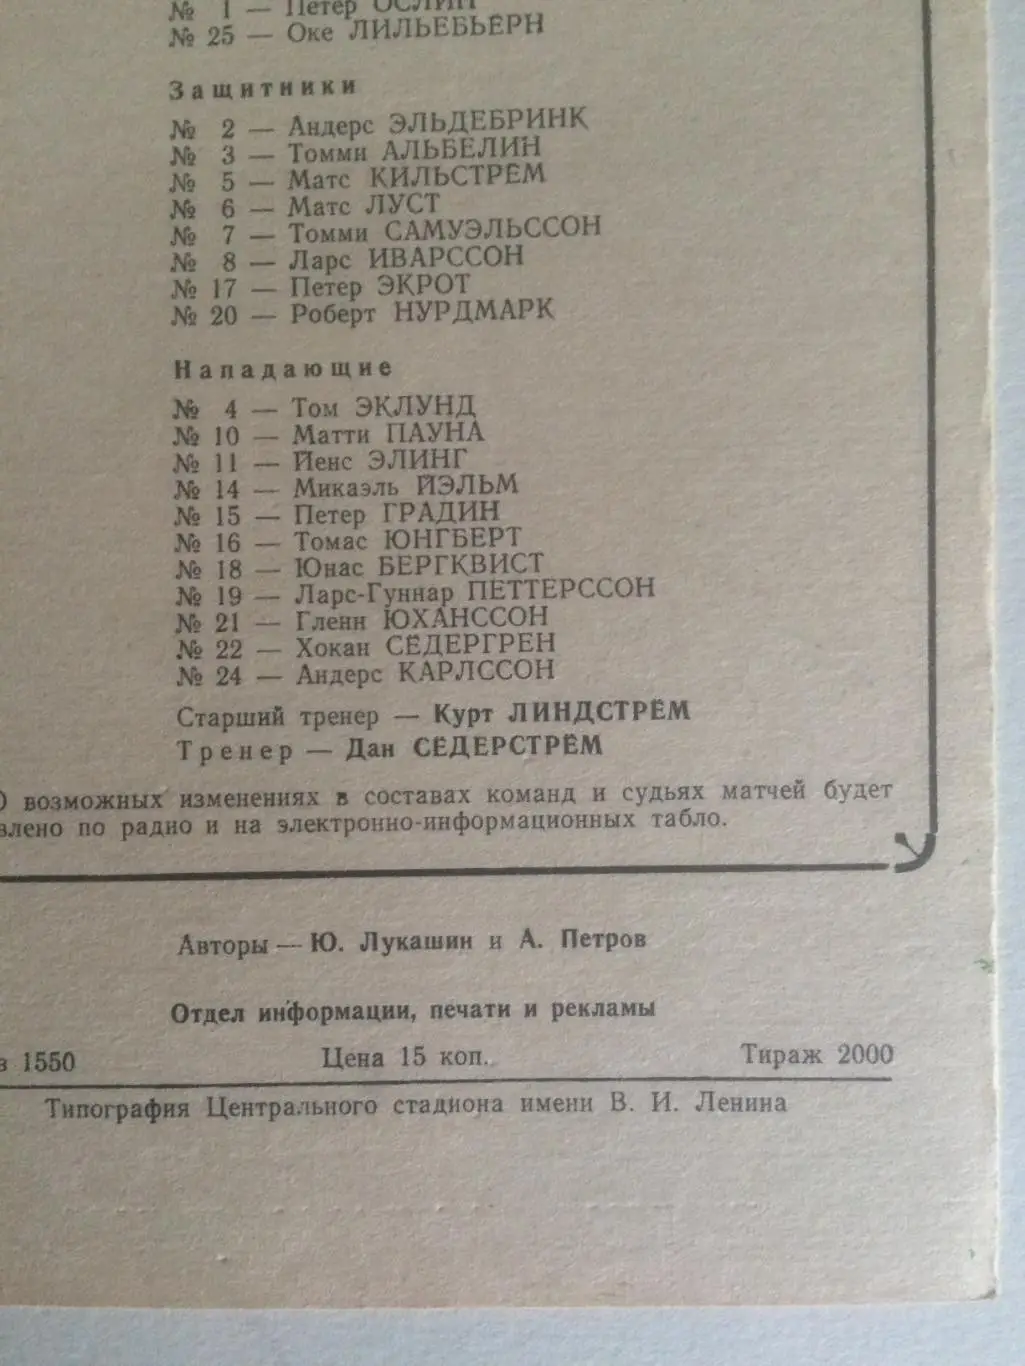 № 1 — Петер ОСЛИН
№ 25 — Оке ЛИЛЬЕБЬЕРН
Защитники
№ 2 — Андерс ЭЛЬДЕБРИНК
№ 3 — Томми АЛЬБЕЛИН
№ 5 — Матс КИЛЬСТРЕМ
№ 6 — Матс ЛУСТ
№ 7 — Томми САМУЭЛЬССОН
№ 8 — Ларс ИВАРССОН
№ 17 — Петер ЭКРОТ
№ 20 — Роберт НУРДМАРК
Нападающие
№ 4 — Том ЭКЛУНД
№ 10 — Матти ПАУНА
№ 11 — Йенс ЭЛИНГ
№ 14 — Микаэль ЙЭЛЬМ
№ 15 — Петер ГРАДИН
№ 16 — Томас ЮНГБЕРТ
№ 18 — Юнас БЕРГКВИСТ
№ 19 — Ларс-Гуннар ПЕТТЕРССОН
№ 21 — Гленн ЮХАНССОН
№ 22 — Хокан СЁДЕРГРЕН
№ 24 — Андерс КАРЛССОН
Старший тренер — Курт ЛИНДСТРЕМ
Тренер — Дан СЁДЕРСТРЁМ
О возможных изменениях в составах команд и судьях матчей будет
влено по радио и на электронно-информационных табло.
Авторы — Ю. Лукашин и А. Петров
Отдел информации, печати и рекламы
з 1550 Цена 15 коп. Тираж 2000
Типография Центрального стадиона имени В. И. Ленина